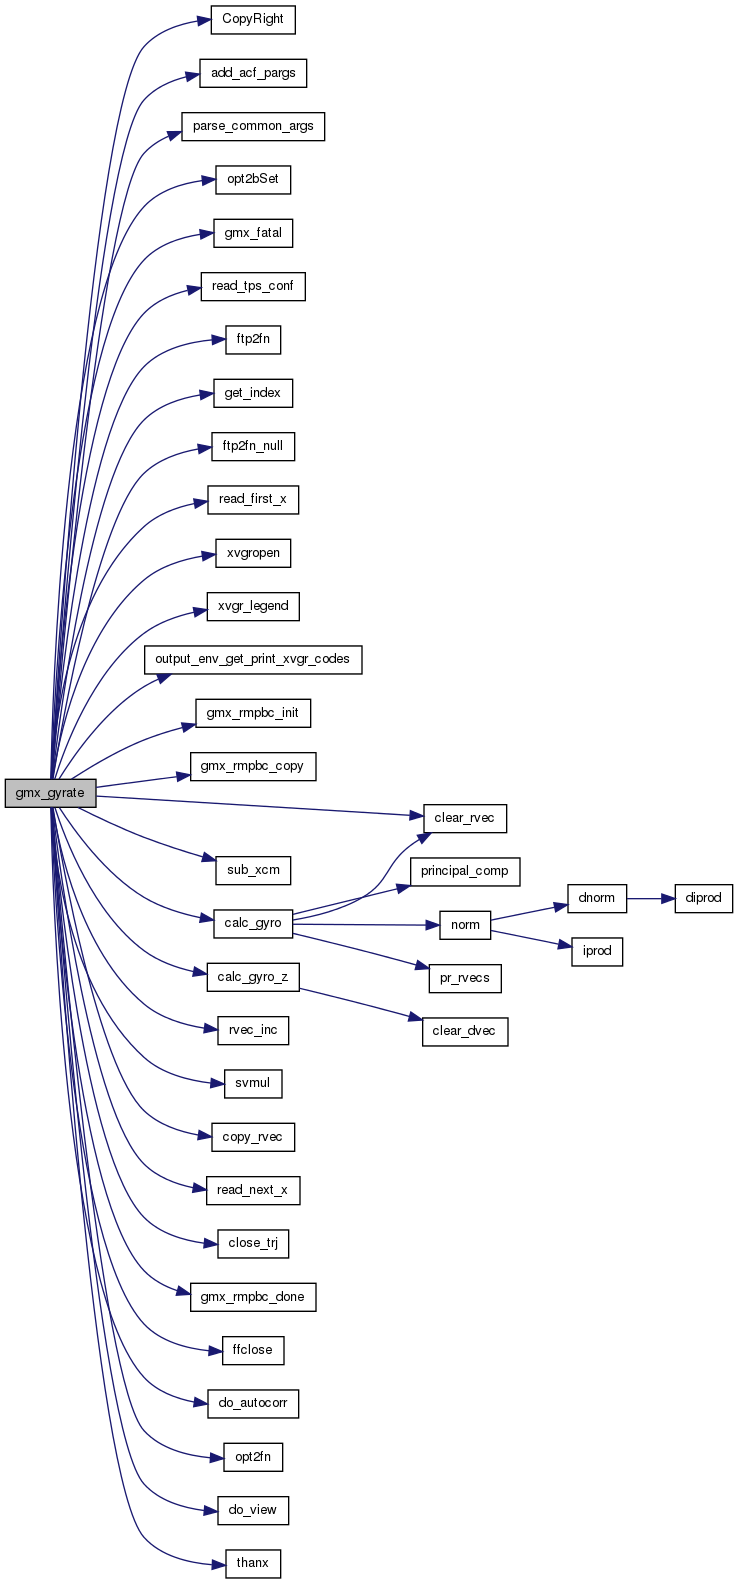 CopyRight
add_acf_pargs
parse_common_args
opt2bSet
gmx_fatal
read_tps_conf
ftp2fn
get_index
ftp2fn_null
read_first_x
xvgropen
xvgr_legend
output_env_get_print_xvgr_codes
gmx_rmpbc_init
gmx_rmpbc_copy
gmx_gyrate
clear_rvec
sub_xcm
principal_comp
dnorm
diprod
calc_gyro
norm
iprod
calc_gyro_z
pr_rvecs
rvec_inc
clear_dvec
svmul
copy_rvec
read_next_x
close_trj
gmx_rmpbc_done
ffclose
do_autocorr
opt2fn
do_view
thanx